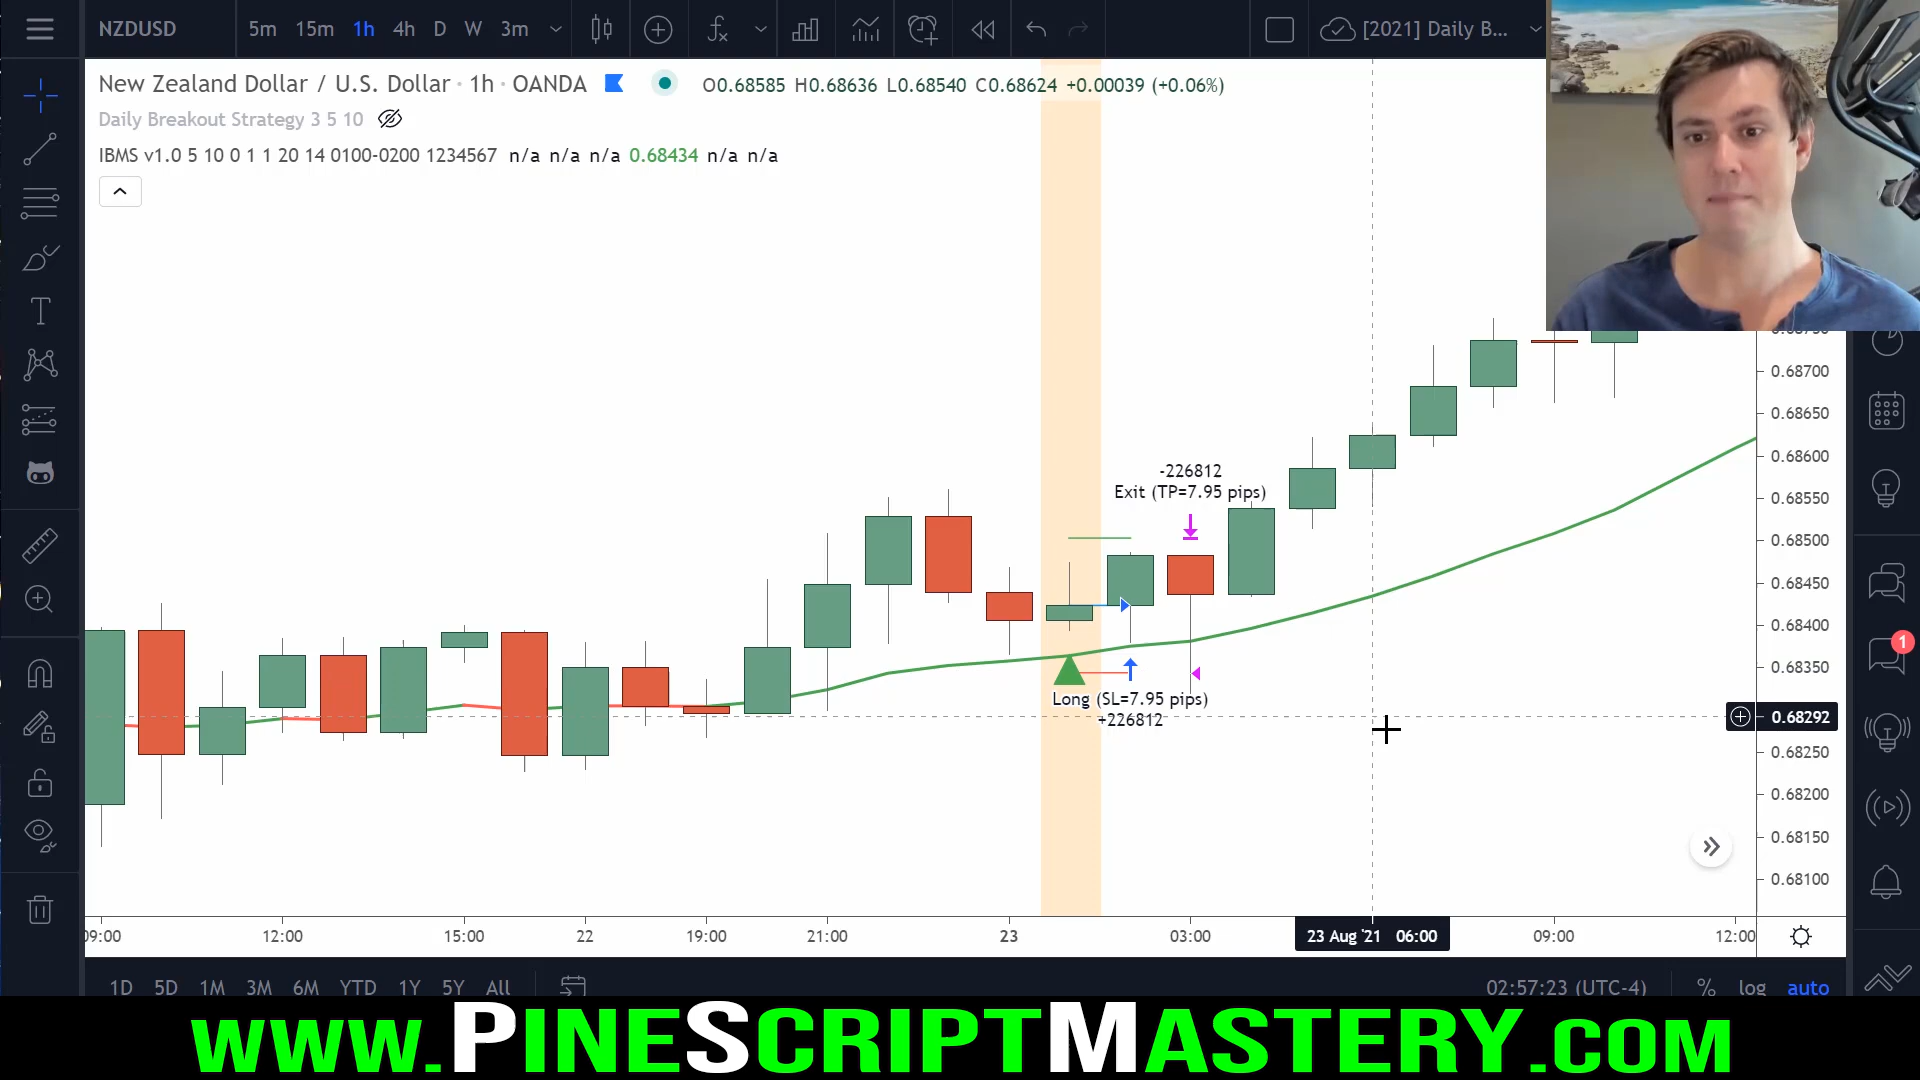 NZDUSD 5m 15m 1h 4h D W 3m [2021] Daily B...
New Zealand Dollar / U.S. Dollar · 1h · OANDA O0.68585 H0.68636 L0.68540 C0.68624 +0.00039 (+0.06%)
Daily Breakout Strategy 3 5 10
IBMS v1.0 5 10 0 1 1 20 14 0100-0200 1234567 n/a n/a n/a 0.68434 n/a n/a
0.68700
0.68650
0.68600
-226812
Exit (TP=7.95 pips)
0.68550
0.68500
0.68450
0.68400
0.68350
1
Long (SL=7.95 pips)
+226812
0.68292
0.68250
0.68200
0.68150
0.68100
09:00 12:00 15:00 22 19:00 21:00 23 03:00 23 Aug '21 06:00 09:00 12:00
1D 5D 1M 3M 6M YTD 1Y 5Y All 02:57:23 (UTC-4) % log auto
www.PineScriptMastery.com